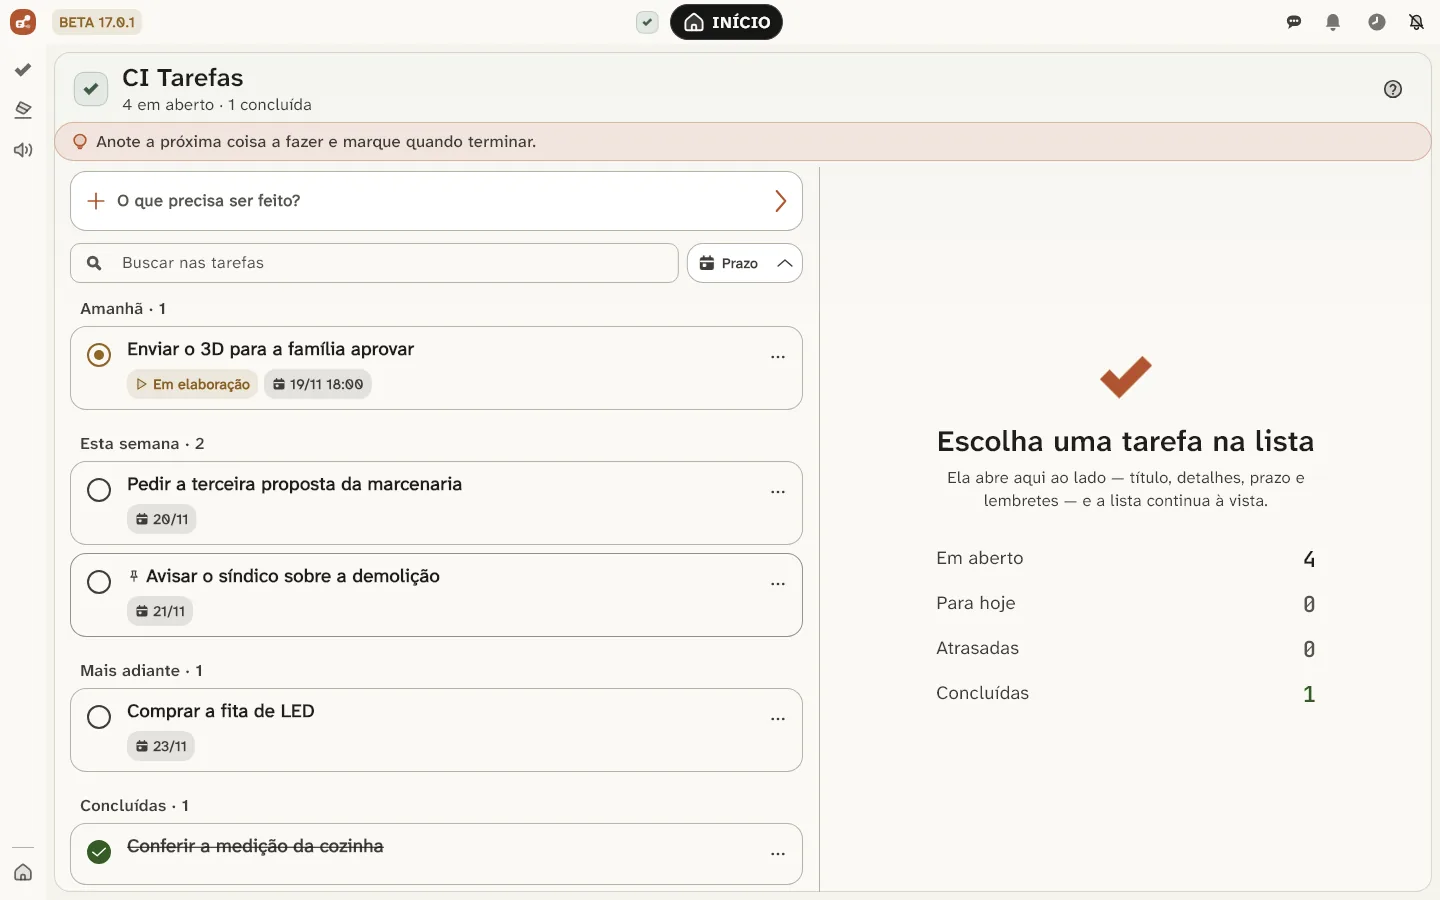 BETA 17.0.1
INÍCIO
CI Tarefas
4 em aberto · 1 concluída
Anote a próxima coisa a fazer e marque quando terminar.
O que precisa ser feito?
Buscar nas tarefas
Prazo
Amanhã · 1
Enviar o 3D para a família aprovar
Em elaboração
19/11 18:00
Esta semana · 2
Pedir a terceira proposta da marcenaria
20/11
Avisar o síndico sobre a demolição
21/11
Mais adiante · 1
Comprar a fita de LED
23/11
Concluídas · 1
Conferir a medição da cozinha
Escolha uma tarefa na lista
Ela abre aqui ao lado — título, detalhes, prazo e
lembretes — e a lista continua à vista.
Em aberto 4
Para hoje 0
Atrasadas 0
Concluídas 1